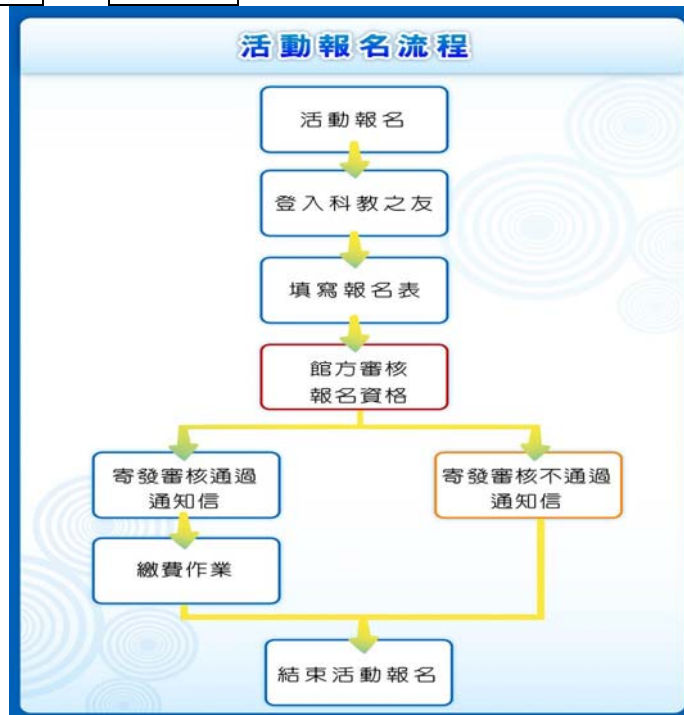 活動報名流程
活動報名
登入科教之友
填寫報名表
館方審核
報名資格
寄發審核通過
通知信
寄發審核不通過
通知信
繳費作業
結束活動報名